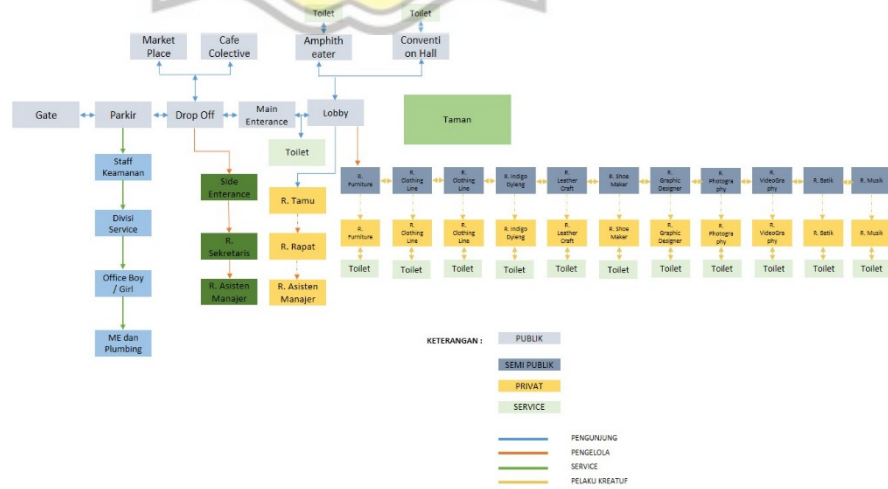 Toilet
Toilet
Market
Place
Cafe
Colective
Amphith
eater
Conventi
on Hall
Gate
Parkir
Drop Off
Main
Enterance
Lobby
Taman
Toilet
Staff
Keamanan
Side
Enterance
R. Tamu
R.
Furniture
R.
Clothing
Line
R.
Clothing
Line
R. Indigo
Dyieng
R.
Leather
Craft
R. Shoe
Maker
R.
Graphic
Designer
R.
Photogra
phy
R.
VideoGra
phy
R. Batik
R. Musik
Divisi
Service
R.
Sekretaris
R. Rapat
R.
Furniture
R.
Clothing
Line
R.
Clothing
Line
R. Indigo
Dyieng
R.
Leather
Craft
R. Shoe
Maker
R.
Graphic
Designer
R.
Photogra
phy
R.
VideoGra
phy
R. Batik
R. Musik
Toilet
Toilet
Toilet
Toilet
Toilet
Toilet
Toilet
Toilet
Toilet
Toilet
Toilet
Office Boy
/ Girl
R. Asisten
Manajer
R. Asisten
Manajer
ME dan
Plumbing
KETERANGAN :
PUBLIK
SEMI PUBLIK
PRIVAT
SERVICE
PENGUNJUNG
PENGELOLA
SERVICE
PELAKU KREATUF